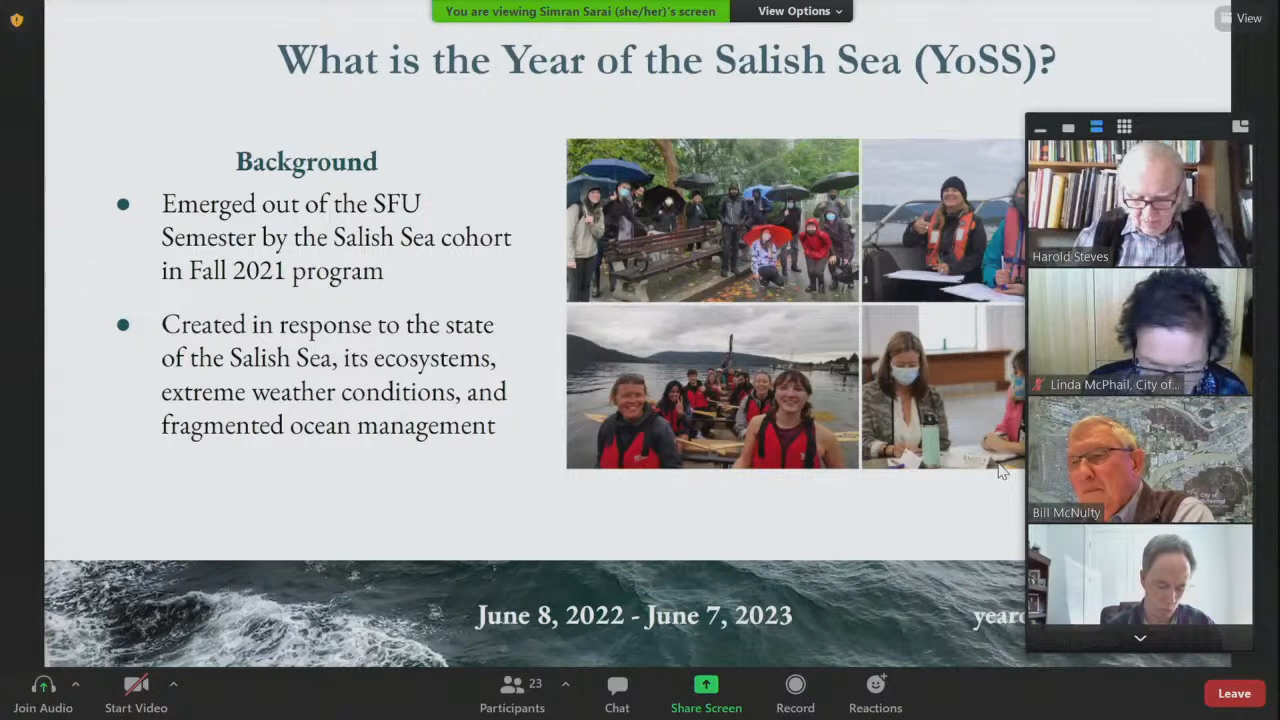 You are viewing Simran Sarai (she/her)'s screen
View Options
View
What is the Year of the Salish Sea (YoSS)?
Background
Emerged out of the SFU
Semester by the Salish Sea cohort
in Fall 2021 program
Created in response to the state
of the Salish Sea, its ecosystems,
extreme weather conditions, and
fragmented ocean management
Harold Steves
Linda McPhail, City of...
Bill McNulty
City of
Richmond
June 8, 2022 - June 7, 2023
Join Audio
Start Video
23
Participants
Chat
Share Screen
Record
Reactions
Leave